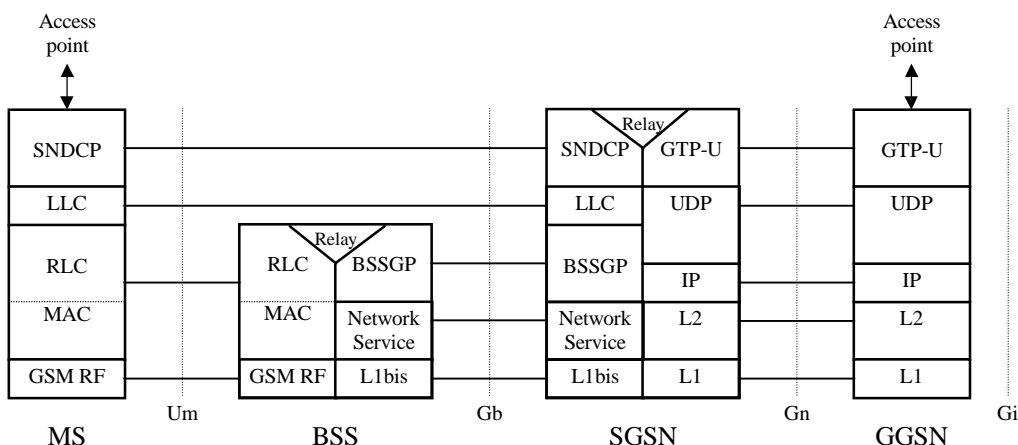 Access
point
Access
point
Relay
SNDCP
SNDCP
GTP-U
GTP-U
LLC
LLC
UDP
UDP
Relay
RLC
RLC
BSSGP
BSSGP
IP
IP
MAC
MAC
Network
Service
Network
Service
L2
L2
GSM RF
GSM RF
L1bis
L1bis
L1
L1
Um
Gb
Gn
Gi
MS
BSS
SGSN
GGSN